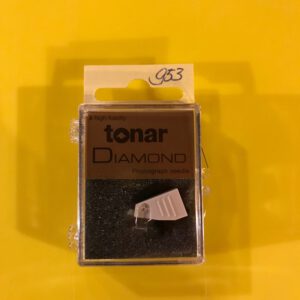 953
high fidelity
tonar
DIAMOND
Phonograph needle